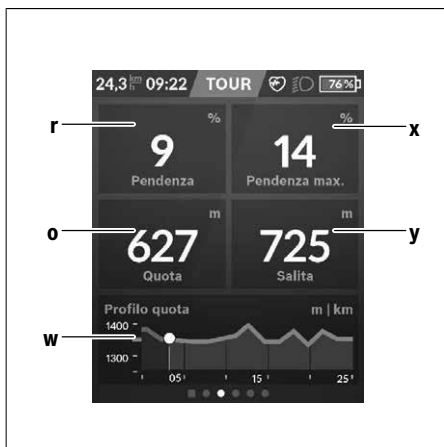 24,3 km/h 09:22 TOUR 76%
r % % x
9 14
Pendenza Pendenza max.
o m m y
627 725
Quota Salita
Profilo quota m | km
1400
w
1300
05 15 25